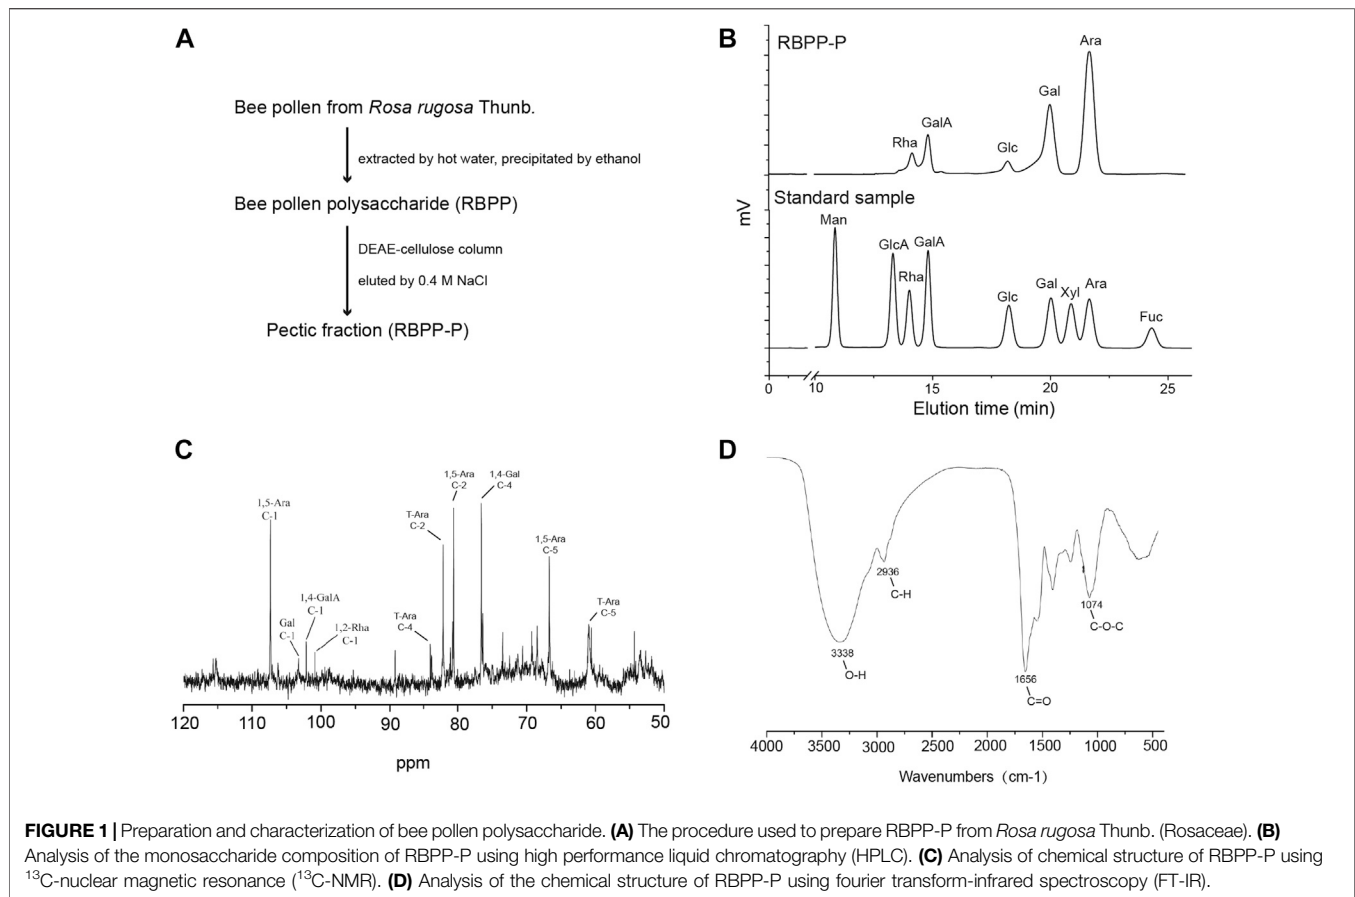 A
Bee pollen from Rosa rugosa Thunb.
extracted by hot water, precipitated by ethanol
Bee pollen polysaccharide (RBPP)
DEAE-cellulose column
eluted by 0.4 M NaCl
Pectic fraction (RBPP-P)
B
RBPP-P
Rha
GalA
Glc
Gal
Ara
Standard sample
Man
GlcA
Rha
GalA
Glc
Gal
Xyl
Ara
Fuc
mV
0 10 15 20 25
Elution time (min)
C
1,5-Ara
C-1
Gal
C-1
1,4-GalA
C-1
1,2-Rha
C-1
T-Ara
C-4
T-Ara
C-2
1,5-Ara
C-2
1,4-Gal
C-4
1,5-Ara
C-5
T-Ara
C-5
120 110 100 90 80 70 60 50
ppm
D
3338
O-H
2936
C-H
1656
C=O
1
1074
C-O-C
4000 3500 3000 2500 2000 1500 1000 500
Wavenumbers (cm-1)
FIGURE 1 | Preparation and characterization of bee pollen polysaccharide. (A) The procedure used to prepare RBPP-P from Rosa rugosa Thunb. (Rosaceae). (B)
Analysis of the monosaccharide composition of RBPP-P using high performance liquid chromatography (HPLC). (C) Analysis of chemical structure of RBPP-P using
¹³C-nuclear magnetic resonance (¹³C-NMR). (D) Analysis of the chemical structure of RBPP-P using fourier transform-infrared spectroscopy (FT-IR).